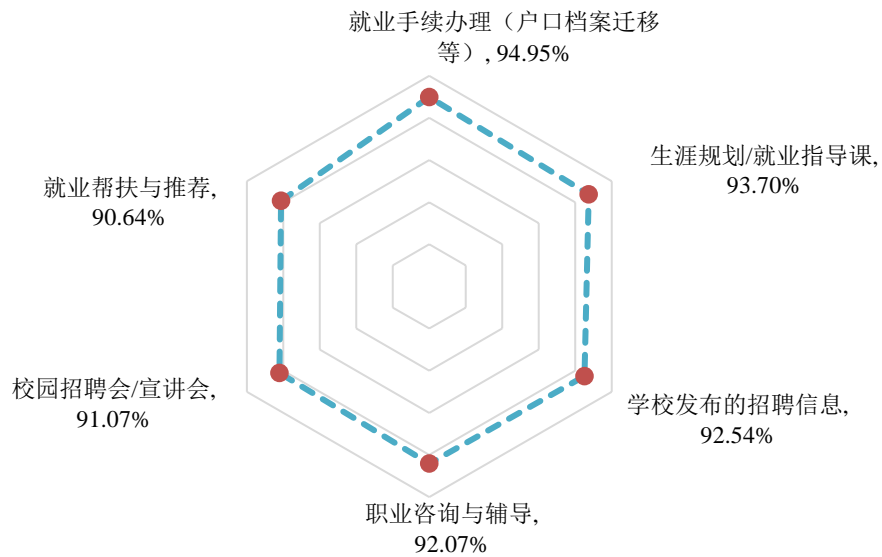 就业手续办理（户口档案迁移
等）, 94.95%
生涯规划/就业指导课,
93.70%
学校发布的招聘信息,
92.54%
职业咨询与辅导,
92.07%
校园招聘会/宣讲会,
91.07%
就业帮扶与推荐,
90.64%